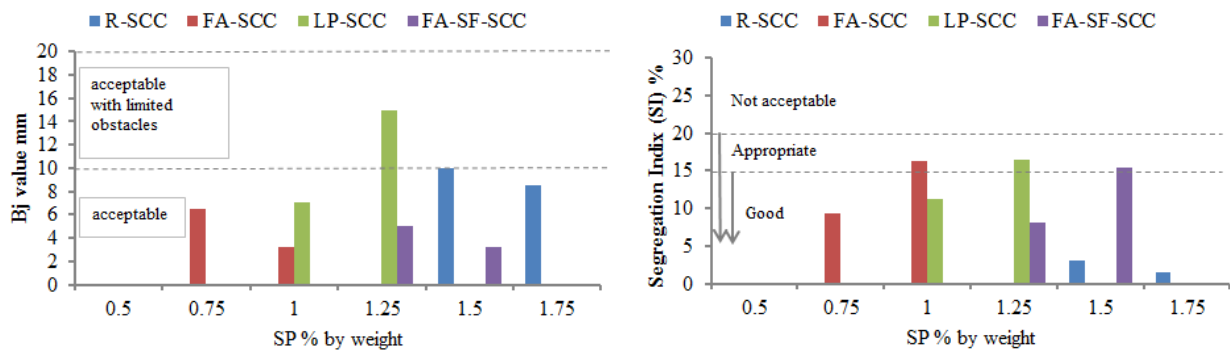 R-SCC FA-SCC LP-SCC FA-SF-SCC
Bj value mm
20
18
16
14
12
10
8
6
4
2
0
acceptable
with limited
obstacles
acceptable
0.5 0.75 1 1.25 1.5 1.75
SP % by weight
R-SCC FA-SCC LP-SCC FA-SF-SCC
Segregation Indix (SI) %
30
25
20
15
10
5
0
Not acceptable
Appropriate
Good
0.5 0.75 1 1.25 1.5 1.75
SP % by weight